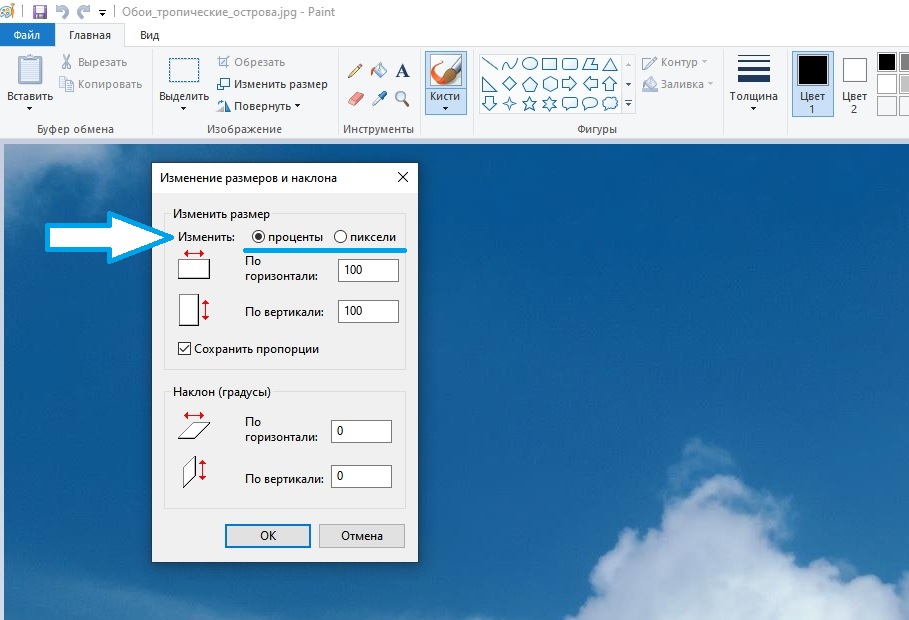 Обои_тропические_острова.jpg - Paint
Файл Главная Вид
Вырезать
Копировать
Вставить
Буфер обмена
Выделить
Обрезать
Изменить размер
Повернуть
Изображение
A
Инструменты
Кисти
Фигуры
Контур
Заливка
Толщина
Цвет
1
Цвет
2
Изменение размеров и наклона
Изменить размер
Изменить: проценты пиксели
По
горизонтали: 100
По вертикали: 100
Сохранить пропорции
Наклон (градусы)
По
горизонтали: 0
По вертикали: 0
ОК Отмена